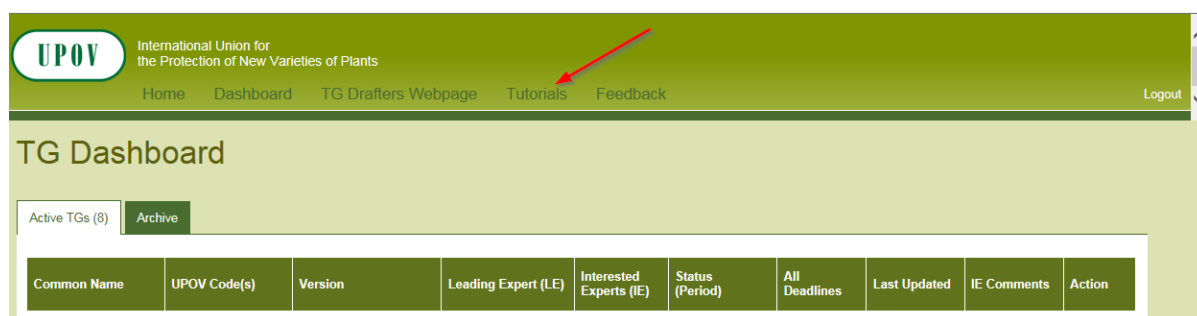 UPOV
International Union for
the Protection of New Varieties of Plants
Home Dashboard TG Drafters Webpage Tutorials Feedback Logout
TG Dashboard
Active TGs (8) Archive
Common Name UPOV Code(s) Version Leading Expert (LE) Interested Experts (IE) Status (Period) All Deadlines Last Updated IE Comments Action